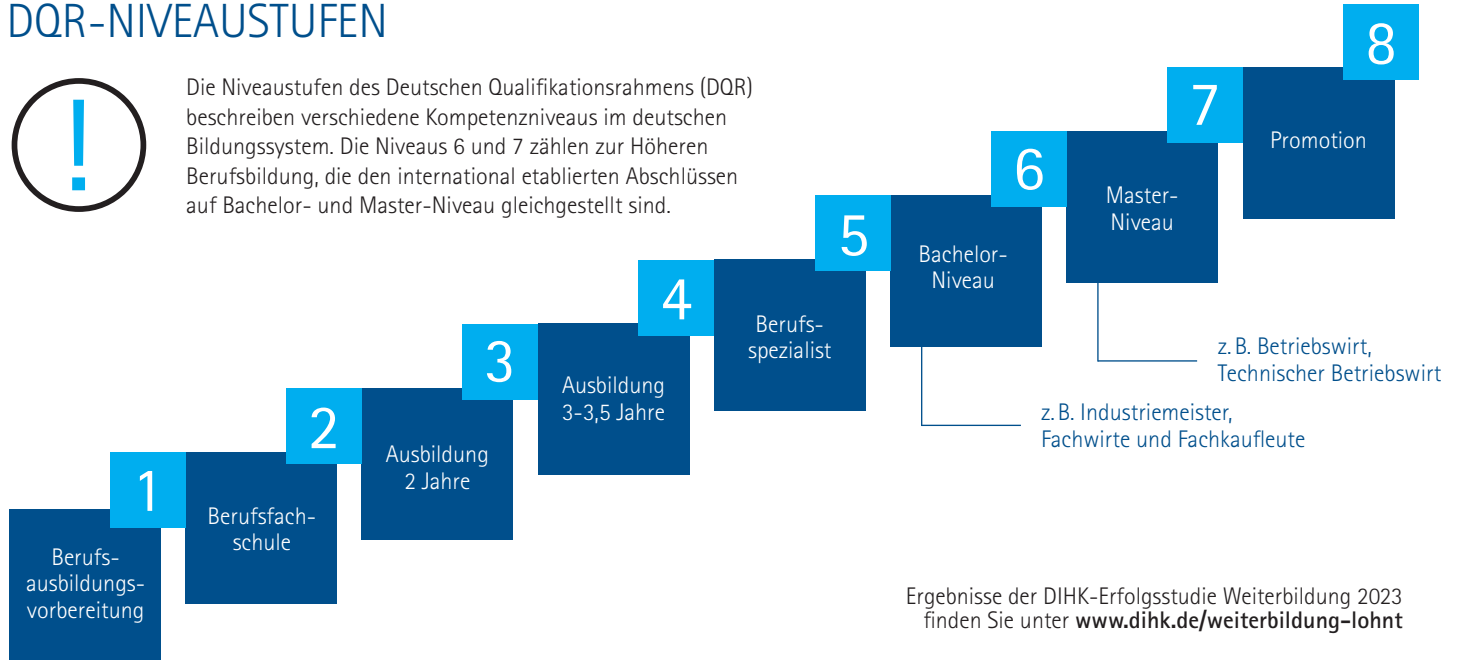 DQR-NIVEAUSTUFEN
!
Die Niveaustufen des Deutschen Qualifikationsrahmens (DQR)
beschreiben verschiedene Kompetenzniveaus im deutschen
Bildungssystem. Die Niveaus 6 und 7 zählen zur Höheren
Berufsbildung, die den international etablierten Abschlüssen
auf Bachelor- und Master-Niveau gleichgestellt sind.
1
Berufs-
ausbildungs-
vorbereitung
2
Berufsfach-
schule
3
Ausbildung
2 Jahre
4
Ausbildung
3-3,5 Jahre
5
Berufs-
spezialist
6
Bachelor-
Niveau
z. B. Industriemeister,
Fachwirte und Fachkaufleute
7
Master-
Niveau
z. B. Betriebswirt,
Technischer Betriebswirt
8
Promotion
Ergebnisse der DIHK-Erfolgsstudie Weiterbildung 2023
finden Sie unter www.dihk.de/weiterbildung-lohnt